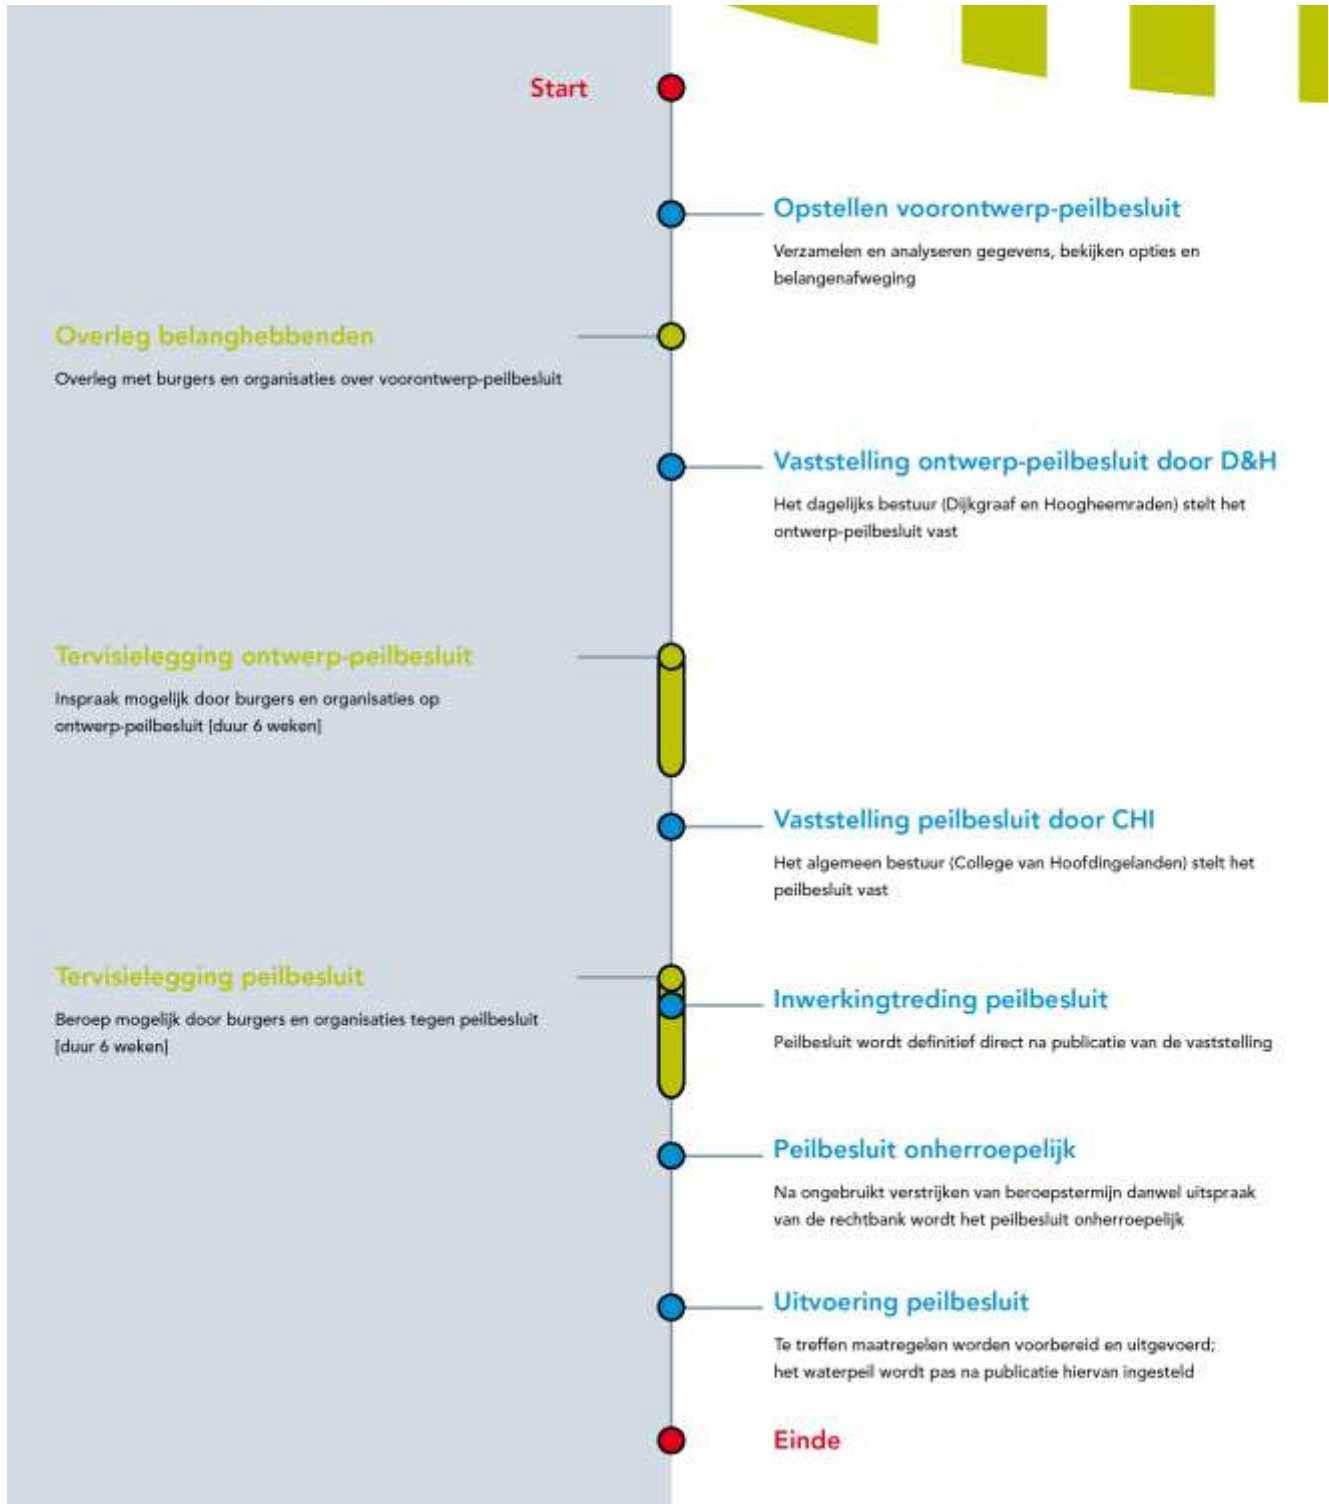 Start
Opstellen voorontwerp-peilbesluit
Verzamelen en analyseren gegevens, bekijken opties en
belangenafweging
Overleg belanghebbenden
Overleg met burgers en organisaties over voorontwerp-peilbesluit
Vaststelling ontwerp-peilbesluit door D&H
Het dagelijks bestuur (Dijkgraaf en Hoogheemraden) stelt het
ontwerp-peilbesluit vast
Tervisielegging ontwerp-peilbesluit
Inspraak mogelijk door burgers en organisaties op
ontwerp-peilbesluit [duur 6 weken]
Vaststelling peilbesluit door CHI
Het algemeen bestuur (College van Hoofdingelanden) stelt het
peilbesluit vast
Tervisielegging peilbesluit
Beroep mogelijk door burgers en organisaties tegen peilbesluit
[duur 6 weken]
Inwerkingtreding peilbesluit
Peilbesluit wordt definitief direct na publicatie van de vaststelling
Peilbesluit onherroepelijk
Na ongebruikt verstrijken van beroepstermijn danwel uitspraak
van de rechtbank wordt het peilbesluit onherroepelijk
Uitvoering peilbesluit
Te treffen maatregelen worden voorbereid en uitgevoerd;
het waterpeil wordt pas na publicatie hiervan ingesteld
Einde